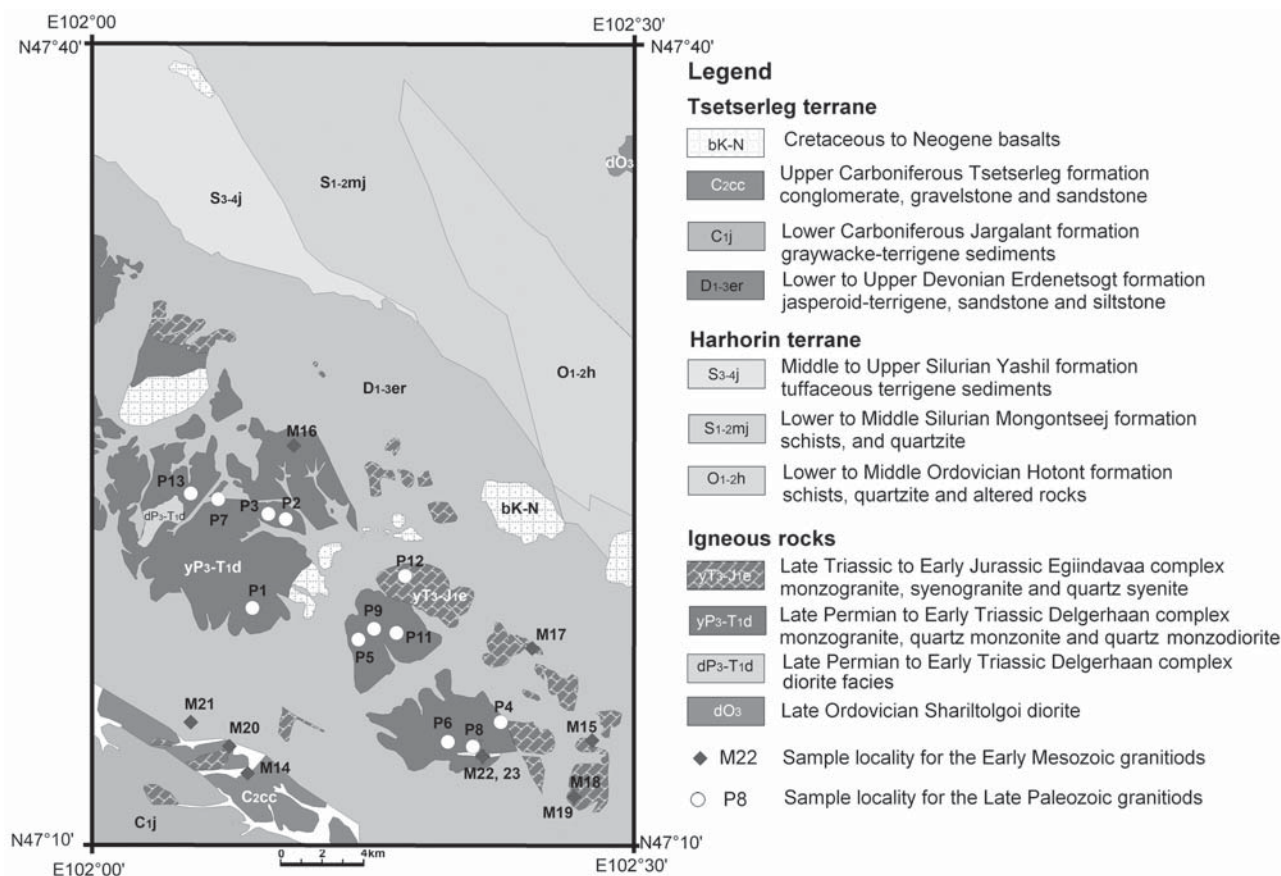 E102°00 E102°30'
N47°40' N47°40'
dO3
S1-2mj
S3-4j
O1-2h
D1-3er
M16
P13
bK-N
P3 P2
dP3-T1d P7
P12
yP3-T1d
yT3-J1e
P1
P9
P11 M17
P5
M21 P4
M20 P6 P8 M15
M22, 23
M14 M18
C2cc M19
C1j
N47°10' N47°10'
E102°00' 0 2 4km E102°30'
Legend
Tsetserleg terrane
bK-N Cretaceous to Neogene basalts
C2cc Upper Carboniferous Tsetserleg formation
conglomerate, gravelstone and sandstone
C1j Lower Carboniferous Jargalant formation
graywacke-terrigene sediments
D1-3er Lower to Upper Devonian Erdenetsogt formation
jasperoid-terrigene, sandstone and siltstone
Harhorin terrane
S3-4j Middle to Upper Silurian Yashil formation
tuffaceous terrigene sediments
S1-2mj Lower to Middle Silurian Mongontseej formation
schists, and quartzite
O1-2h Lower to Middle Ordovician Hotont formation
schists, quartzite and altered rocks
Igneous rocks
yT3-J1e Late Triassic to Early Jurassic Egiindavaa complex
monzogranite, syenogranite and quartz syenite
yP3-T1d Late Permian to Early Triassic Delgerhaan complex
monzogranite, quartz monzonite and quartz monzodiorite
dP3-T1d Late Permian to Early Triassic Delgerhaan complex
diorite facies
dO3 Late Ordovician Shariltolgoi diorite
M22 Sample locality for the Early Mesozoic granitiods
P8 Sample locality for the Late Paleozoic granitiods